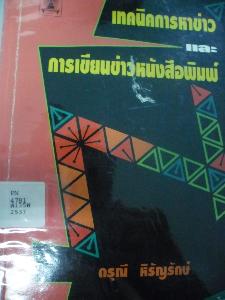 เทคนิคการหาข่าว
และ
การเขียนข่าวหนังสือพิมพ์
PN
4781
2537
ดรุณี หิรัญรักษ์